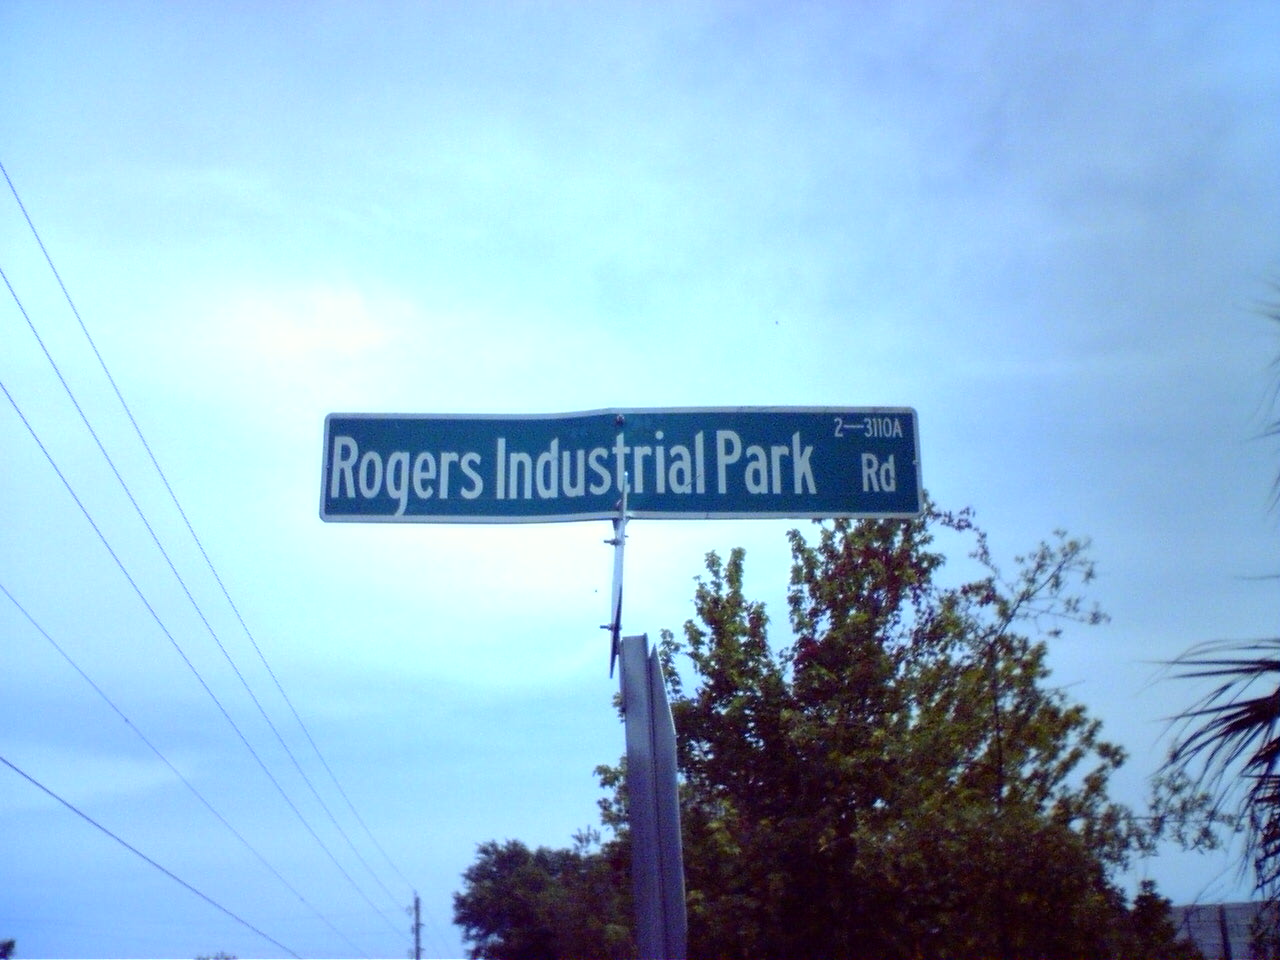 2—3110A
Rogers Industrial Park Rd